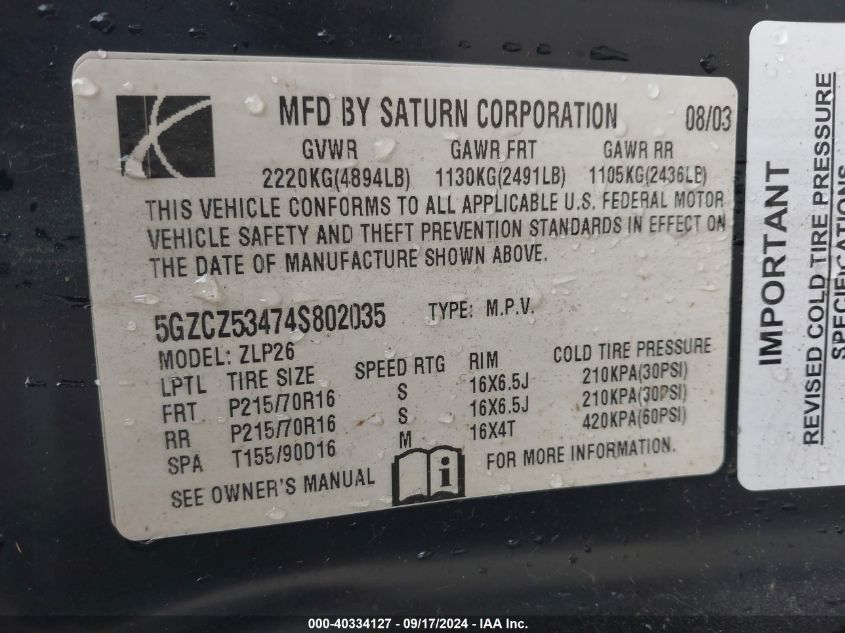 MFD BY SATURN CORPORATION 08/03
GVWR GAWR FRT GAWR RR
2220KG(4894LB) 1130KG(2491LB) 1105KG(2436LB)
THIS VEHICLE CONFORMS TO ALL APPLICABLE U.S. FEDERAL MOTOR
VEHICLE SAFETY AND THEFT PREVENTION STANDARDS IN EFFECT ON
THE DATE OF MANUFACTURE SHOWN ABOVE.
5GZCZ53474S802035 TYPE: M.P.V.
MODEL: ZLP26
LPTL TIRE SIZE SPEED RTG RIM COLD TIRE PRESSURE
FRT P215/70R16 S 16X6.5J 210KPA(30PSI)
RR P215/70R16 S 16X6.5J 210KPA(30PSI)
SPA T155/90D16 M 16X4T 420KPA(60PSI)
SEE OWNER'S MANUAL i FOR MORE INFORMATION.
IMPORTANT
REVISED COLD TIRE PRESSURE
SPECIFICATIONS
000-40334127 - 09/17/2024 - IAA Inc.